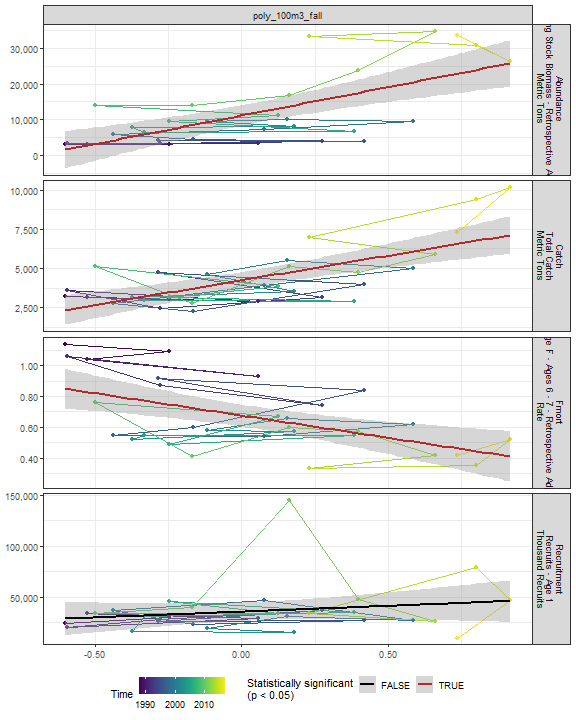 poly_100m3_fall
30,000
20,000
10,000
0
Abundance
Stock Biomass - Retrospective
Metric Tons
10,000
7,500
5,000
2,500
Catch
Total Catch
Metric Tons
1.00
0.80
0.60
0.40
Fmort
F - Ages 6 - 7 - Retrospective
Rate
150,000
100,000
50,000
Recruitment
Recruits - Age 1
Thousand Recruits
-0.50
0.00
0.50
Time
1990
2000
2010
Statistically significant
(p < 0.05)
FALSE
TRUE